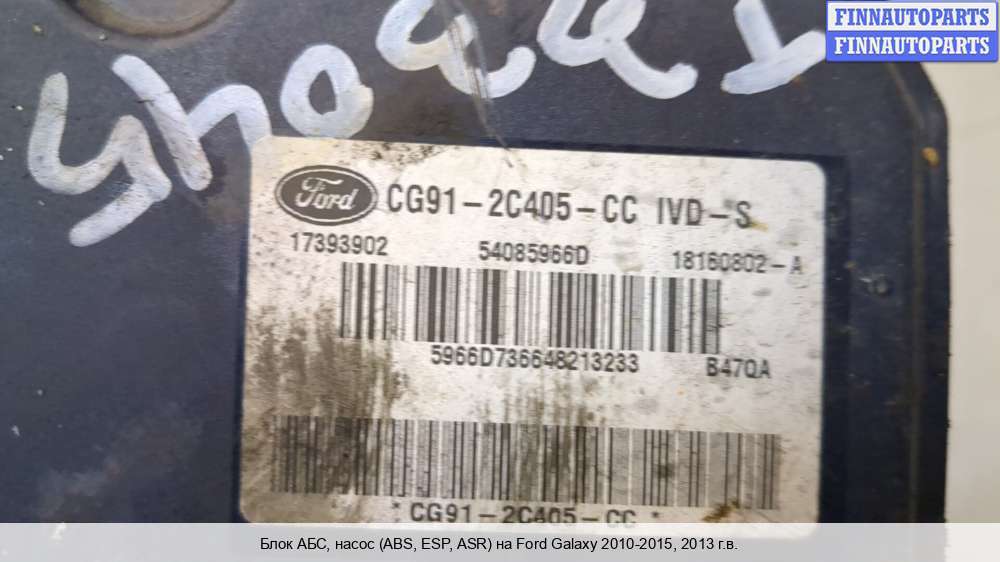 FINNAUTOPARTS
FINNAUTOPARTS
Ford CG91-2C405-CC IVD-S
17393902 54085966D 18160802-A
5966D736648213233 B47QA
* CG91-2C405-CC *
Блок АБС, насос (ABS, ESP, ASR) на Ford Galaxy 2010-2015, 2013 г.в.